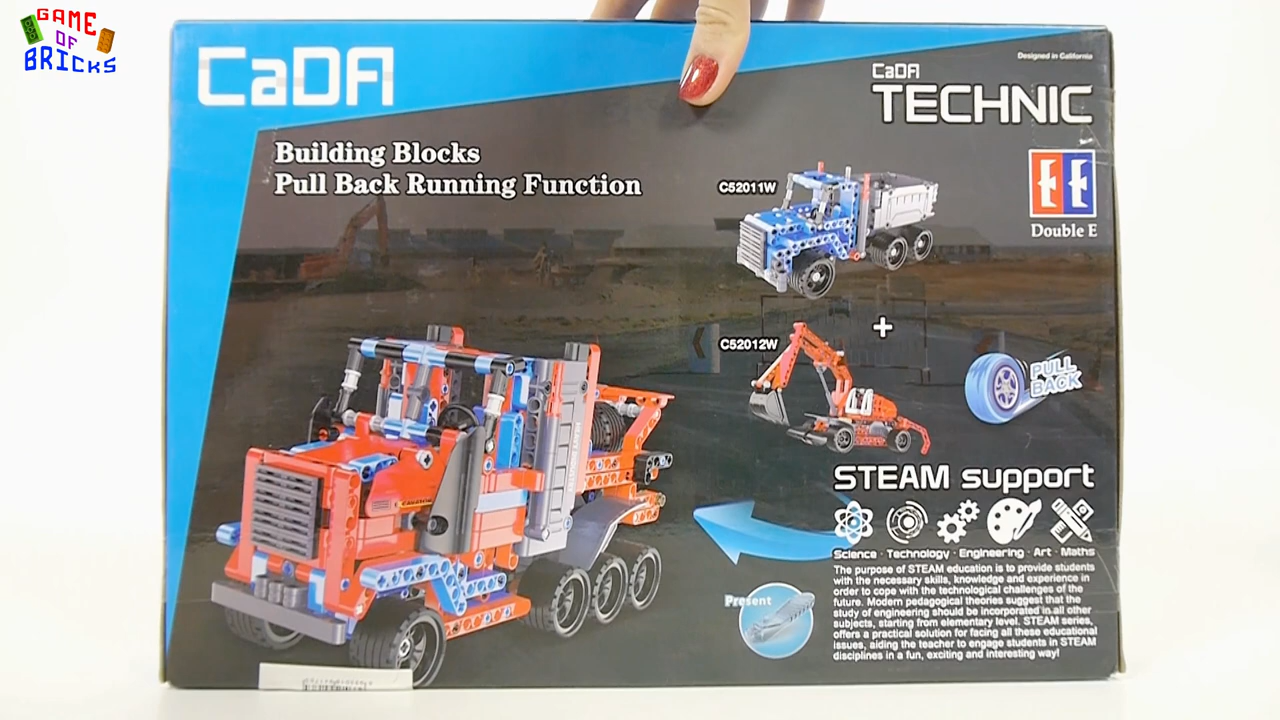 GAME
OF
BRICKS
CaDA
Designed in California
CaDA
TECHNIC
Building Blocks
Pull Back Running Function
C52011W
Double E
C52012W
+
PULL
BACK
STEAM support
Science · Technology · Engineering · Art · Maths
The purpose of STEAM education is to provide students
with the necessary skills, knowledge and experience in
order to cope with the technological challenges of the
future. Modern pedagogical theories suggest that the
study of engineering should be incorporated in all other
subjects, starting from elementary level. STEAM series,
offers a practical solution for facing all these educational
issues, aiding the teacher to engage students in STEAM
disciplines in a fun, exciting and interesting way!
Present